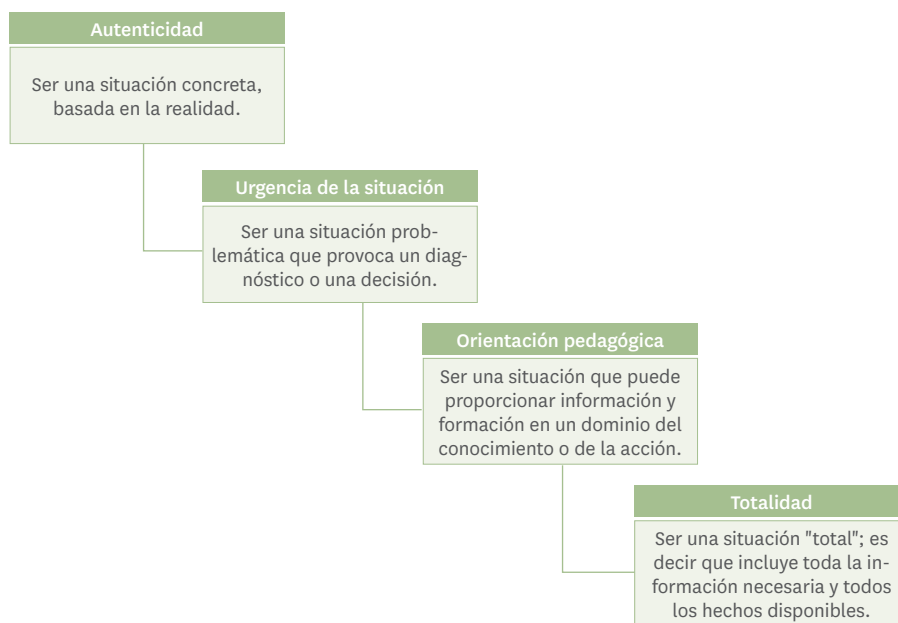 Autenticidad
Ser una situación concreta,
basada en la realidad.
Urgencia de la situación
Ser una situación prob-
lemática que provoca un diag-
nóstico o una decisión.
Orientación pedagógica
Ser una situación que puede
proporcionar información y
formación en un dominio del
conocimiento o de la acción.
Totalidad
Ser una situación "total"; es
decir que incluye toda la in-
formación necesaria y todos
los hechos disponibles.